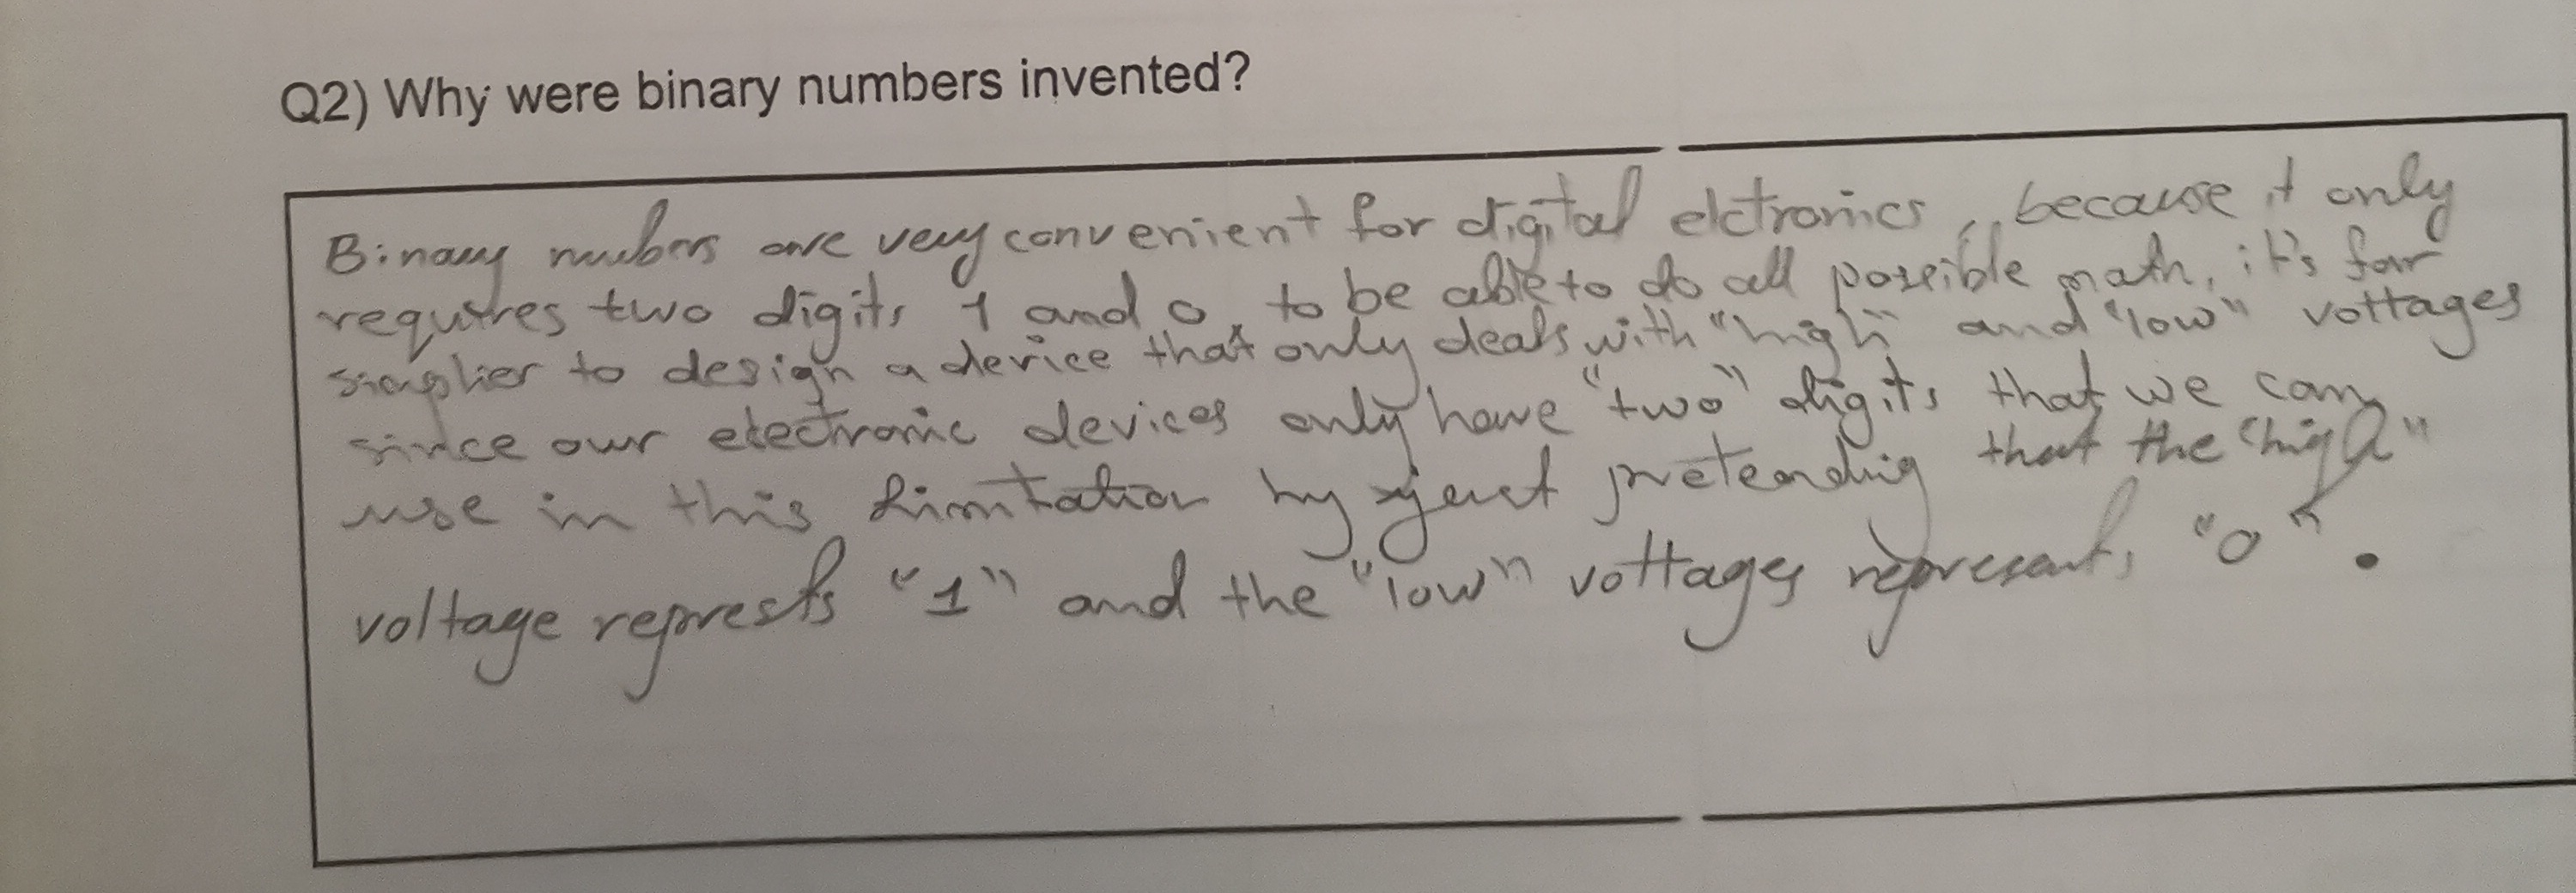 Q2) Why were binary numbers invented?
Binary nubers are very convenient for digital elctronics, because it only
requires two digits 1 and 0, to be able to do all possible math, it's far
simplier to design a device that only deals with "high" and "low" voltages
since our electronic devices only have "two" digits that we can
use in this limitation by just pretending that the "high"
voltage represts "1" and the "low" voltages represents "0".